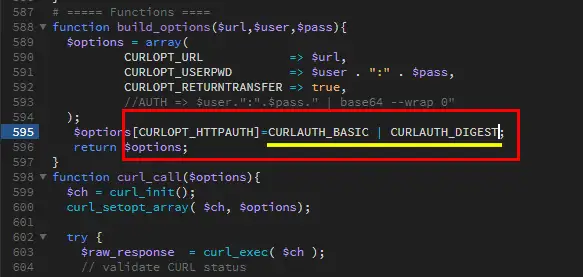 587
588 # ===== Functions ====
function build_options($url,$user,$pass){
589 $options = array(
590 CURLOPT_URL => $url,
591 CURLOPT_USERPWD => $user . ":" . $pass,
592 CURLOPT_RETURNTRANSFER => true,
593 //AUTH => $user.":".$pass." | base64 --wrap 0"
594 );
595 $options[CURLOPT_HTTPAUTH]=CURLAUTH_BASIC | CURLAUTH_DIGEST;
596 return $options;
597 }
598 function curl_call($options){
599 $ch = curl_init();
600 curl_setopt_array( $ch, $options);
601
602 try {
603 $raw_response = curl_exec( $ch );
604 // validate CURL status